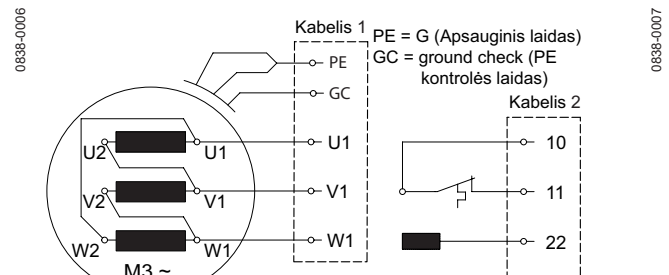 0838-0006
Kabelis 1
PE = G (Apsauginis laidas)
GC = ground check (PE
kontrolės laidas)
0838-0007
PE
GC
Kabelis 2
U2
U1
U1
10
V2
V1
V1
11
W2
W1
W1
22
M3 ~